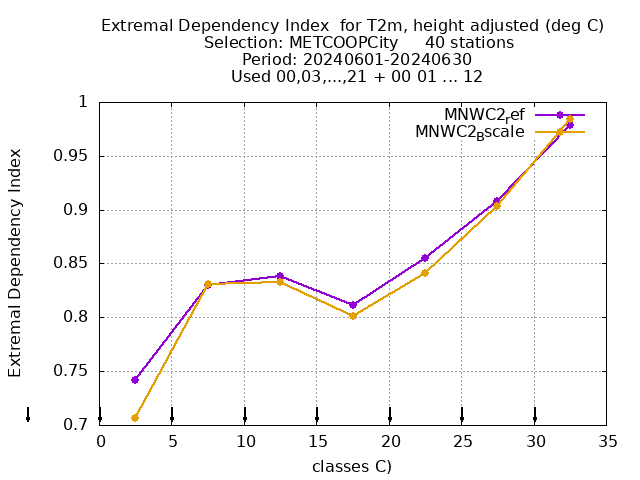 Extremal Dependency Index  for T2m, height adjusted (deg C)
Selection: METCOOPCity     40 stations
Period: 20240601-20240630
Used 00,03,...,21 + 00 01 ... 12
MNWC2ref
MNWC2Bscale
1
0.95
0.9
0.85
0.8
0.75
0.7
Extremal Dependency Index
0 5 10 15 20 25 30 35
classes C)